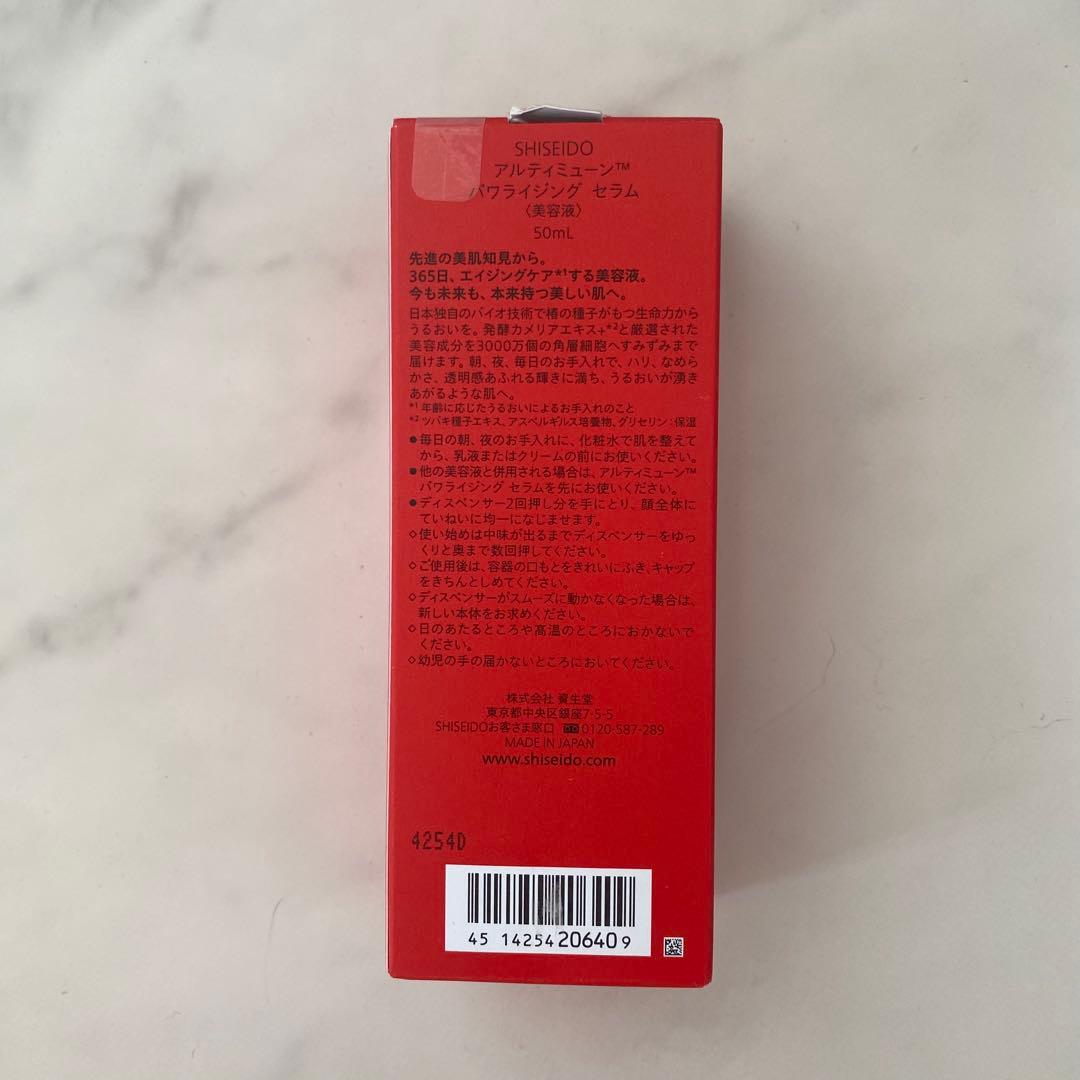 SHISEIDO
アルティミューン™
パワライジング セラム
〈美容液〉
50mL
先進の美肌知見から。
365日、エイジングケア*1する美容液。
今も未来も、本来持つ美しい肌へ。
日本独自のバイオ技術で椿の種子がもつ生命力から
うるおいを。発酵カメリアエキス+*2と厳選された
美容成分を3000万個の角層細胞へすみずみまで
届けます。朝、夜、毎日のお手入れで、ハリ、なめら
かさ、透明感あふれる輝きに満ち、うるおいが湧き
あがるような肌へ。
*1 年齢に応じたうるおいによるお手入れのこと
*2 ツバキ種子エキス、アスペルギルス培養物、グリセリン:保湿
●毎日の朝、夜のお手入れに、化粧水で肌を整えて
から、乳液またはクリームの前にお使いください。
●他の美容液と併用される場合は、アルティミューン™
パワライジング セラムを先にお使いください。
●ディスペンサー2回押し分を手にとり、顔全体に
ていねいに均一になじませます。
◇使い始めは中味が出るまでディスペンサーをゆっ
くりと奥まで数回押してください。
◇ご使用後は、容器の口もとをきれいにふき、キャップ
をきちんとしめてください。
◇ディスペンサーがスムーズに動かなくなった場合は、
新しい本体をお求めください。
◇日のあたるところや高温のところにおかないで
ください。
◇幼児の手の届かないところにおいてください。
株式会社 資生堂
東京都中央区銀座7-5-5
SHISEIDOお客さま窓口 0120-587-289
MADE IN JAPAN
www.shiseido.com
4254D
45 14254 20640 9